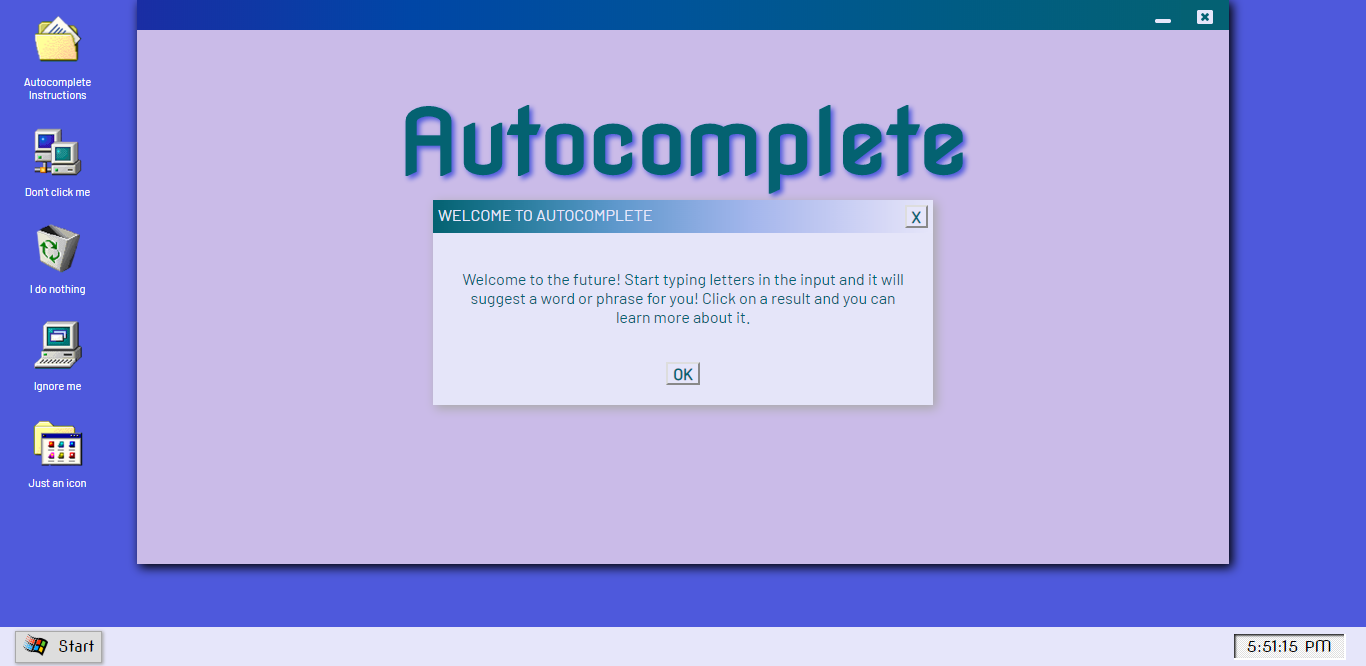 Autocomplete
Instructions
Don't click me
I do nothing
Ignore me
Just an icon
Autocomplete
WELCOME TO AUTOCOMPLETE
X
Welcome to the future! Start typing letters in the input and it will
suggest a word or phrase for you! Click on a result and you can
learn more about it.
OK
Start
5:51:15 PM